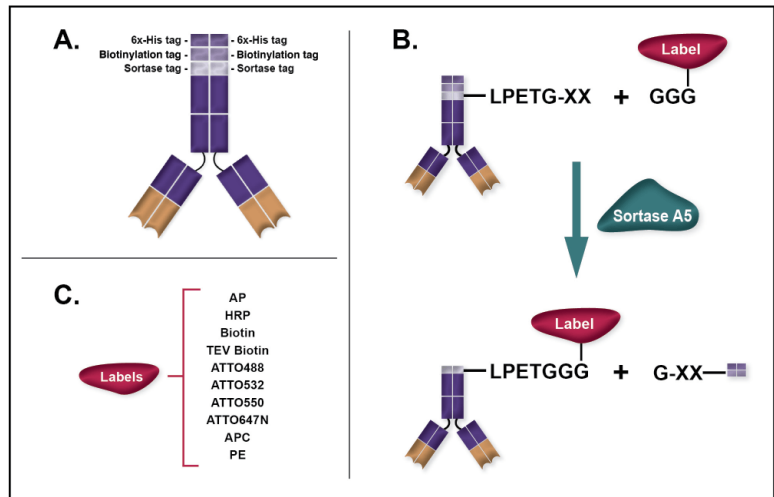 A.
6x-His tag - - 6x-His tag
Biotinylation tag - - Biotinylation tag
Sortase tag - - Sortase tag
B.
Label
LPETG-XX + GGG
Sortase A5
Label
LPETGGG + G-XX
C.
Labels
AP
HRP
Biotin
TEV Biotin
ATTO488
ATTO532
ATTO550
ATTO647N
APC
PE